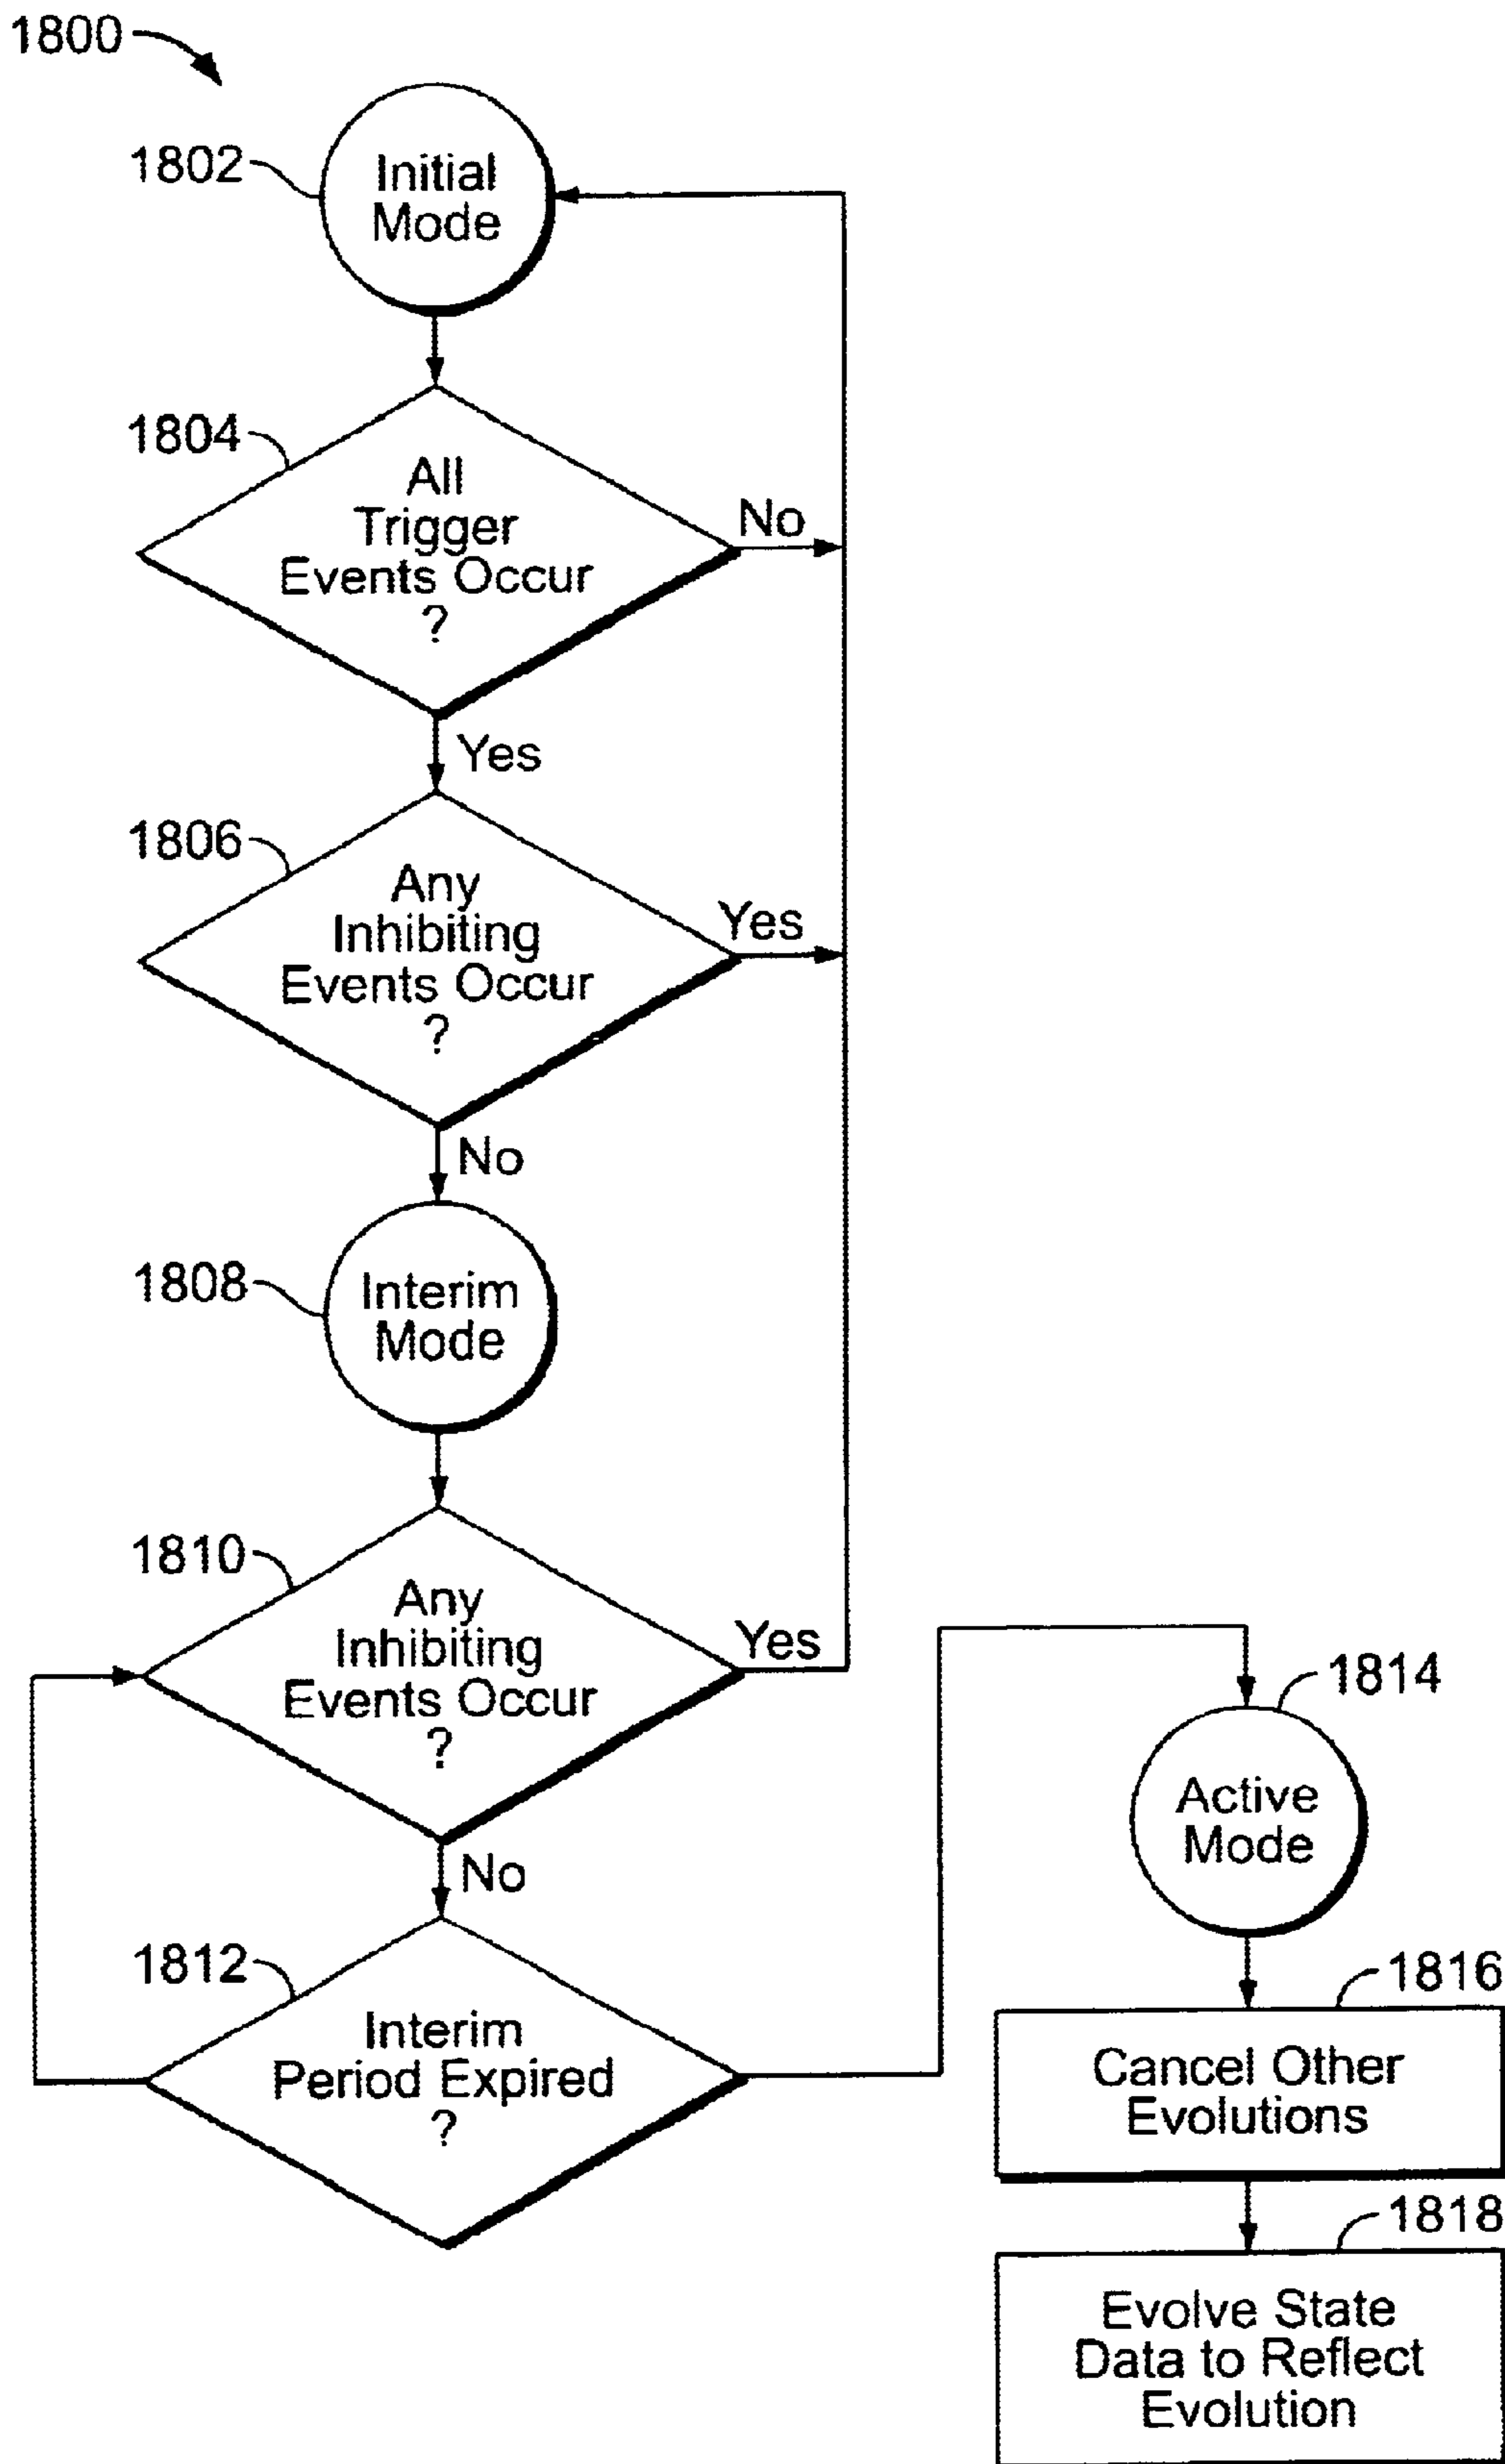 1800
1802
Initial
Mode
1804
All
Trigger
Events Occur
?
No
Yes
1806
Any
Inhibiting
Events Occur
?
Yes
No
1808
Interim
Mode
1810
Any
Inhibiting
Events Occur
?
Yes
No
1812
Interim
Period Expired
?
1814
Active
Mode
1816
Cancel Other
Evolutions
1818
Evolve State
Data to Reflect
Evolution